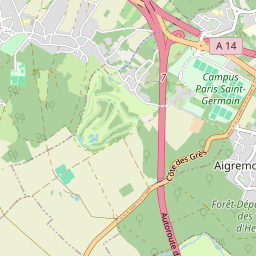 A 14
7
Campus
Paris Saint-
Germain
Côte des Grès
Aigremo
Forêt-Dép
des
d'He
Autoroute d